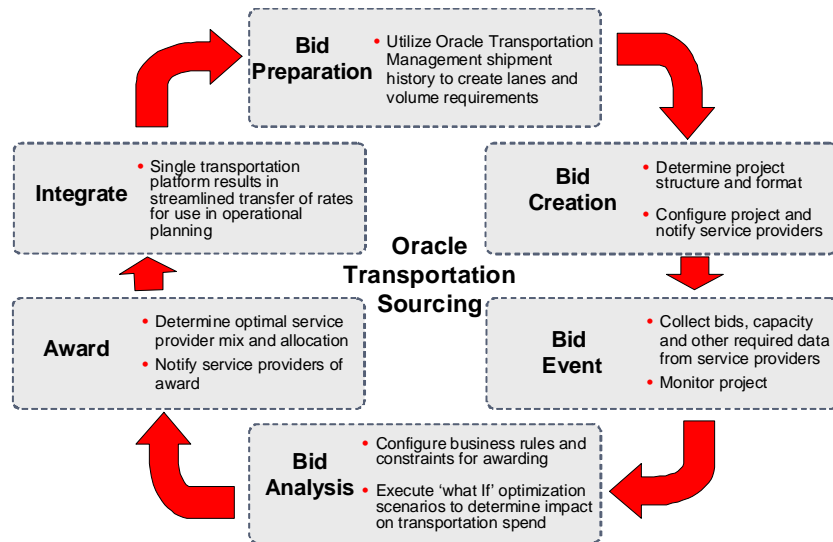 Bid
Preparation
• Utilize Oracle Transportation
Management shipment
history to create lanes and
volume requirements
Bid
Creation
• Determine project
structure and format
• Configure project and
notify service providers
Bid
Event
• Collect bids, capacity
and other required data
from service providers
• Monitor project
Bid
Analysis
• Configure business rules and
constraints for awarding
• Execute ‘what If’ optimization
scenarios to determine impact
on transportation spend
Award
• Determine optimal service
provider mix and allocation
• Notify service providers of
award
Integrate
• Single transportation
platform results in
streamlined transfer of rates
for use in operational
planning
Oracle
Transportation
Sourcing